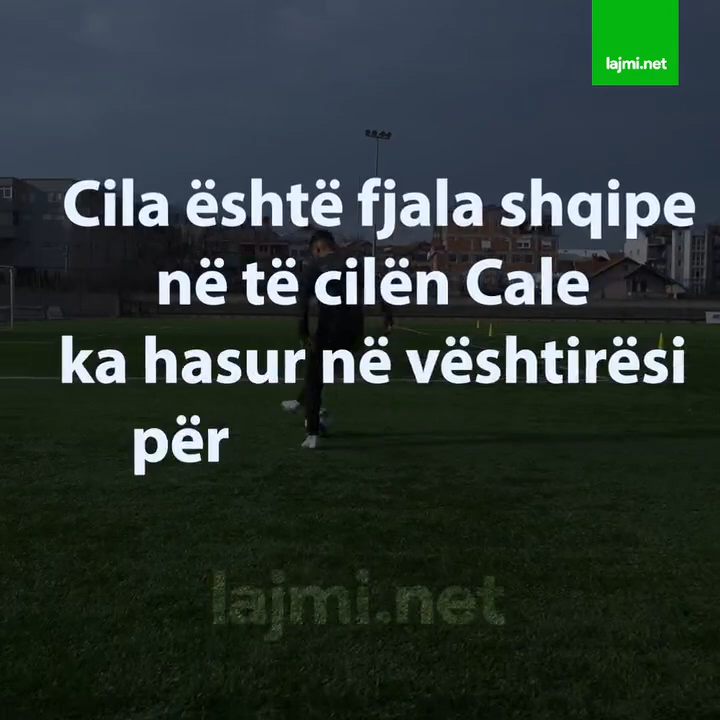 lajmi.net
Cila është fjala shqipe
në të cilën Cale
ka hasur në vështirësi
për
lajmi.net